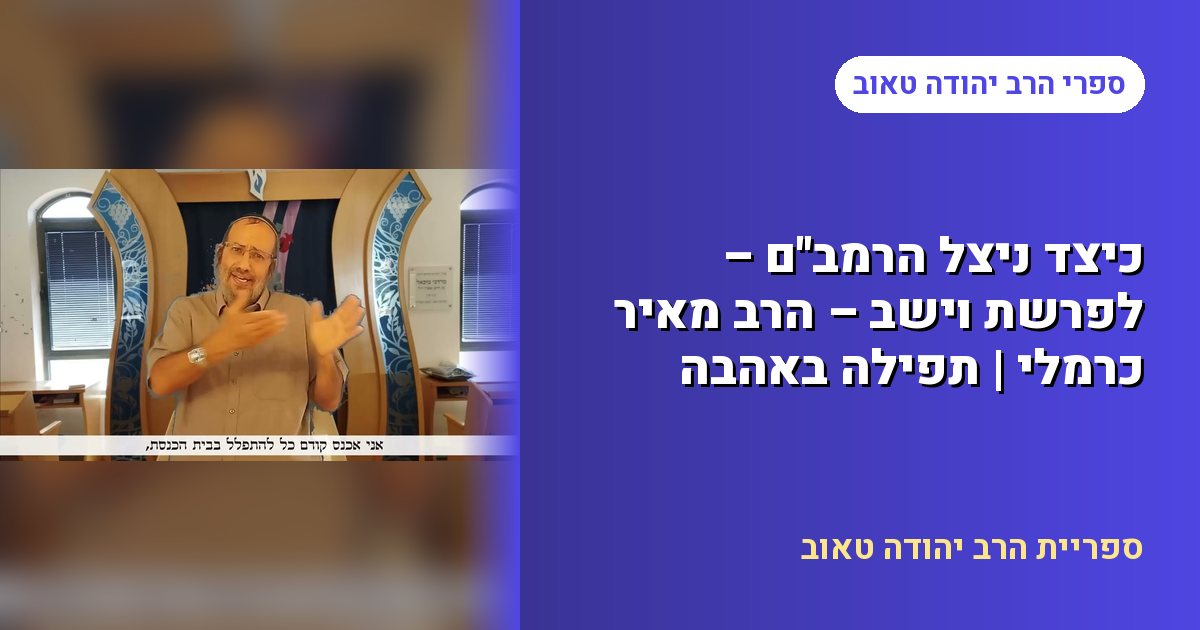 ספרי הרב יהודה טאוב
כיצד ניצל הרמב"ם –
לפרשת וישב – הרב מאיר
כרמלי | תפילה באהבה
אני אכנס קודם כל להתפלל בבית הכנסת,
ספריית הרב יהודה טאוב